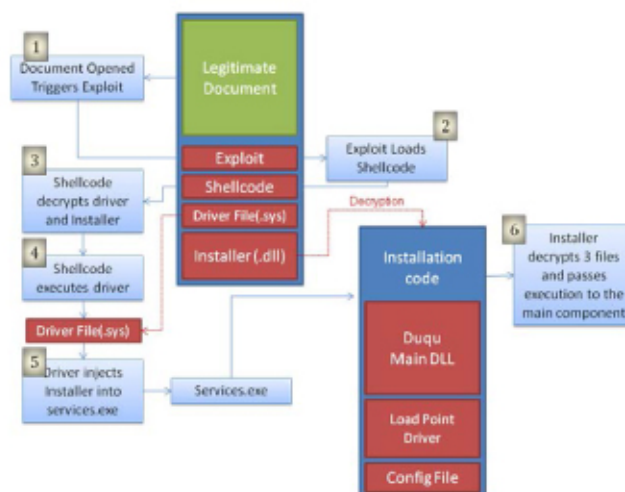 1
Document Opened
Triggers Exploit
Legitimate
Document
Exploit
Shellcode
Driver File(.sys)
Installer(.dll)
2
Exploit Loads
Shellcode
3
Shellcode
decrypts driver
and Installer
4
Shellcode
executes driver
Driver File(.sys)
5
Driver injects
Installer into
services.exe
Services.exe
Decryption
Installation
code
Duqu
Main DLL
Load Point
Driver
Config File
6
Installer
decrypts 3 files
and passes
execution to the
main component